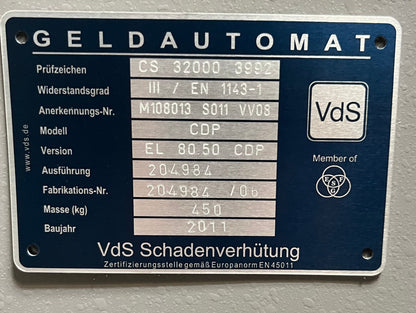 GELDAUTOMAT
Prüfzeichen CS 32000 3992
Widerstandsgrad III / EN 1143-1
Anerkennungs-Nr. M108013 S011 VV08
Modell CDP
Version EL 80.50 CDP
Ausführung 204984
Fabrikations-Nr. 204984 /06
Masse (kg) 450
Baujahr 2011
VdS
Member of
EFSG
www.vds.de
VdS Schadenverhütung
Zertifizierungsstelle gemäß Europanorm EN 45011